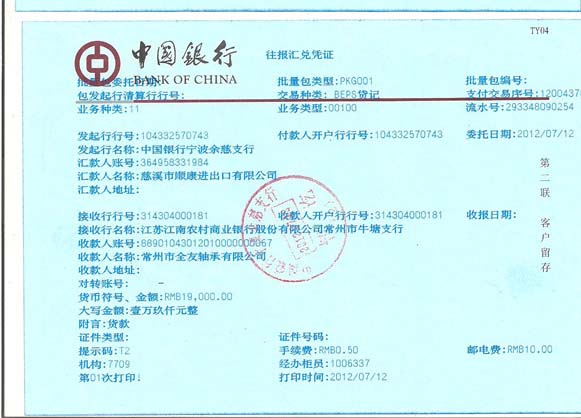 TY04
中国银行 往报汇兑凭证
BANK OF CHINA
批量包委托日期: 批量包类型:PKG001 批量包编号:
包发起行清算行行号: 交易种类: BEPS贷记 支付交易序号:12004370
业务种类:11 业务类型:00100 流水号:293348090254
发起行行号:104332570743 付款人开户行行号:104332570743 委托日期:2012/07/12
发起行名称:中国银行宁波余慈支行
汇款人账号:364958331984
汇款人名称:慈溪市顺康进出口有限公司
汇款人地址:
第二联 客户留存
接收行行号:314304000181 收款人开户行行号:314304000181 收报日期:
接收行名称:江苏江南农村商业银行股份有限公司常州市牛塘支行
收款人账号:8890104301201000000067
收款人名称:常州市全友轴承有限公司
收款人地址:
对转账号: -
货币符号、金额:RMB19,000.00
大写金额:壹万玖仟元整
附言:货款
证件类型: 证件号码:
提示码:T2 手续费:RMB0.50 邮电费:RMB10.00
机构:7709 经办柜员:1006337
第01次打印↓ 打印时间:2012/07/12